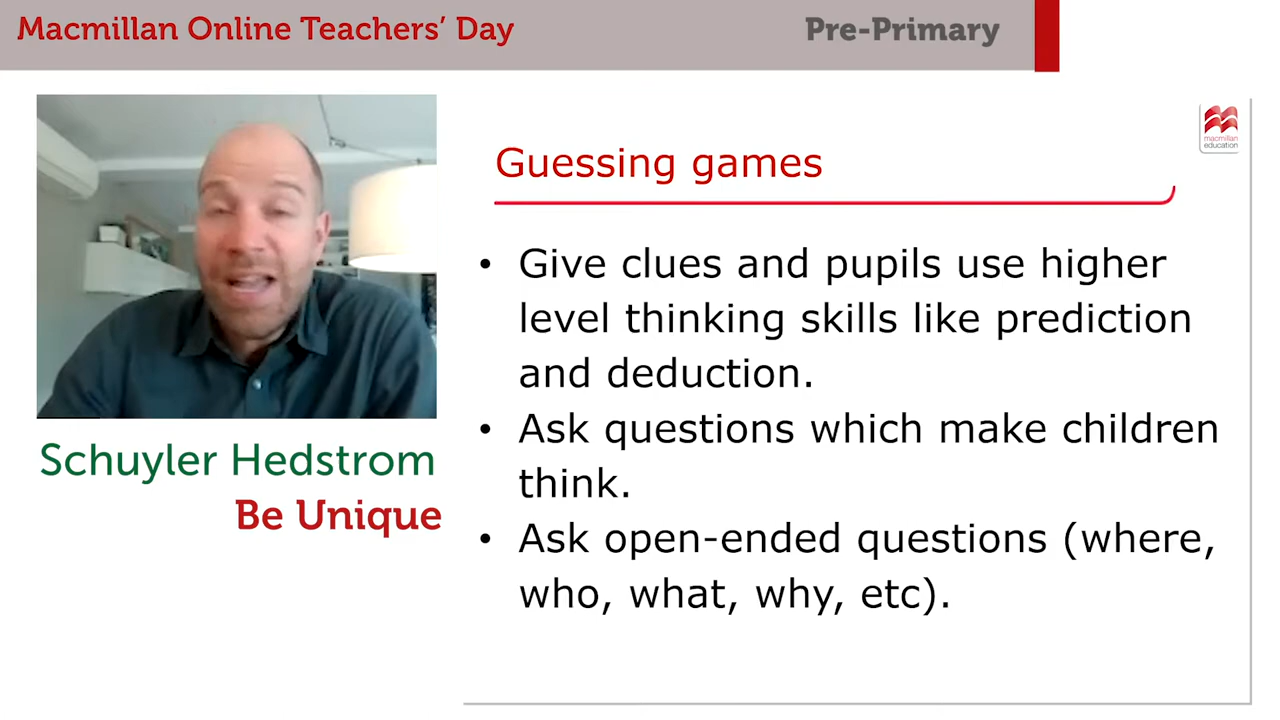 Macmillan Online Teachers' Day
Pre-Primary
macmillan
education
Guessing games
• Give clues and pupils use higher
level thinking skills like prediction
and deduction.
• Ask questions which make children
think.
• Ask open-ended questions (where,
who, what, why, etc).
Schuyler Hedstrom
Be Unique